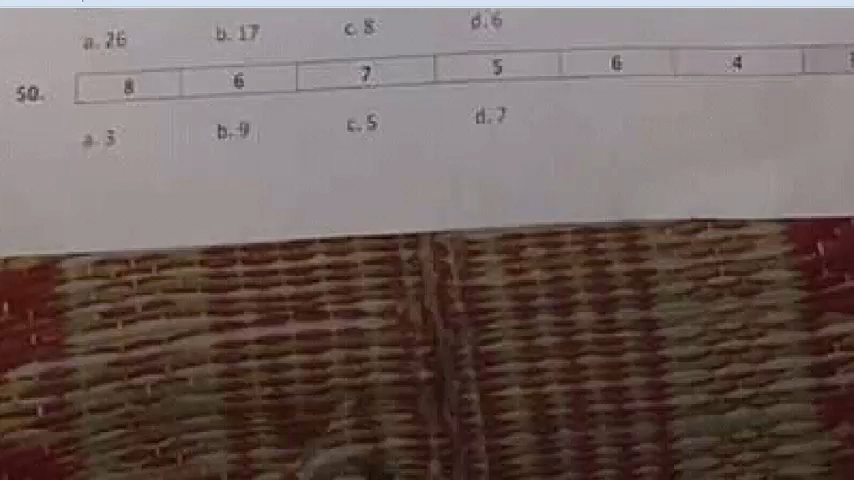 a. 26 b. 17 c. 8 d. 6
50. 8 6 7 5 6 4
a. 3 b. 9 c. 5 d. 7